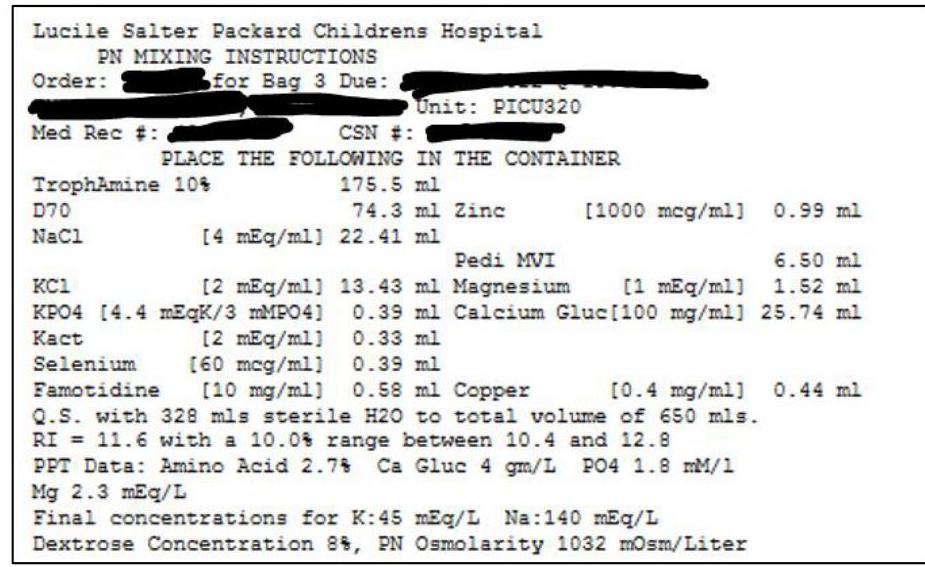 Lucile Salter Packard Childrens Hospital
PN MIXING INSTRUCTIONS
Order: for Bag 3 Due:
Unit: PICU320
Med Rec #: CSN #:
PLACE THE FOLLOWING IN THE CONTAINER
TrophAmine 10% 175.5 ml
D70 74.3 ml Zinc [1000 mcg/ml] 0.99 ml
NaCl [4 mEq/ml] 22.41 ml
Pedi MVI 6.50 ml
KCl [2 mEq/ml] 13.43 ml Magnesium [1 mEq/ml] 1.52 ml
KPO4 [4.4 mEqK/3 mMPO4] 0.39 ml Calcium Gluc[100 mg/ml] 25.74 ml
Kact [2 mEq/ml] 0.33 ml
Selenium [60 mcg/ml] 0.39 ml
Famotidine [10 mg/ml] 0.58 ml Copper [0.4 mg/ml] 0.44 ml
Q.S. with 328 mls sterile H2O to total volume of 650 mls.
RI = 11.6 with a 10.0% range between 10.4 and 12.8
PPT Data: Amino Acid 2.7% Ca Gluc 4 gm/L PO4 1.8 mM/l
Mg 2.3 mEq/L
Final concentrations for K:45 mEq/L Na:140 mEq/L
Dextrose Concentration 8%, PN Osmolarity 1032 mOsm/Liter